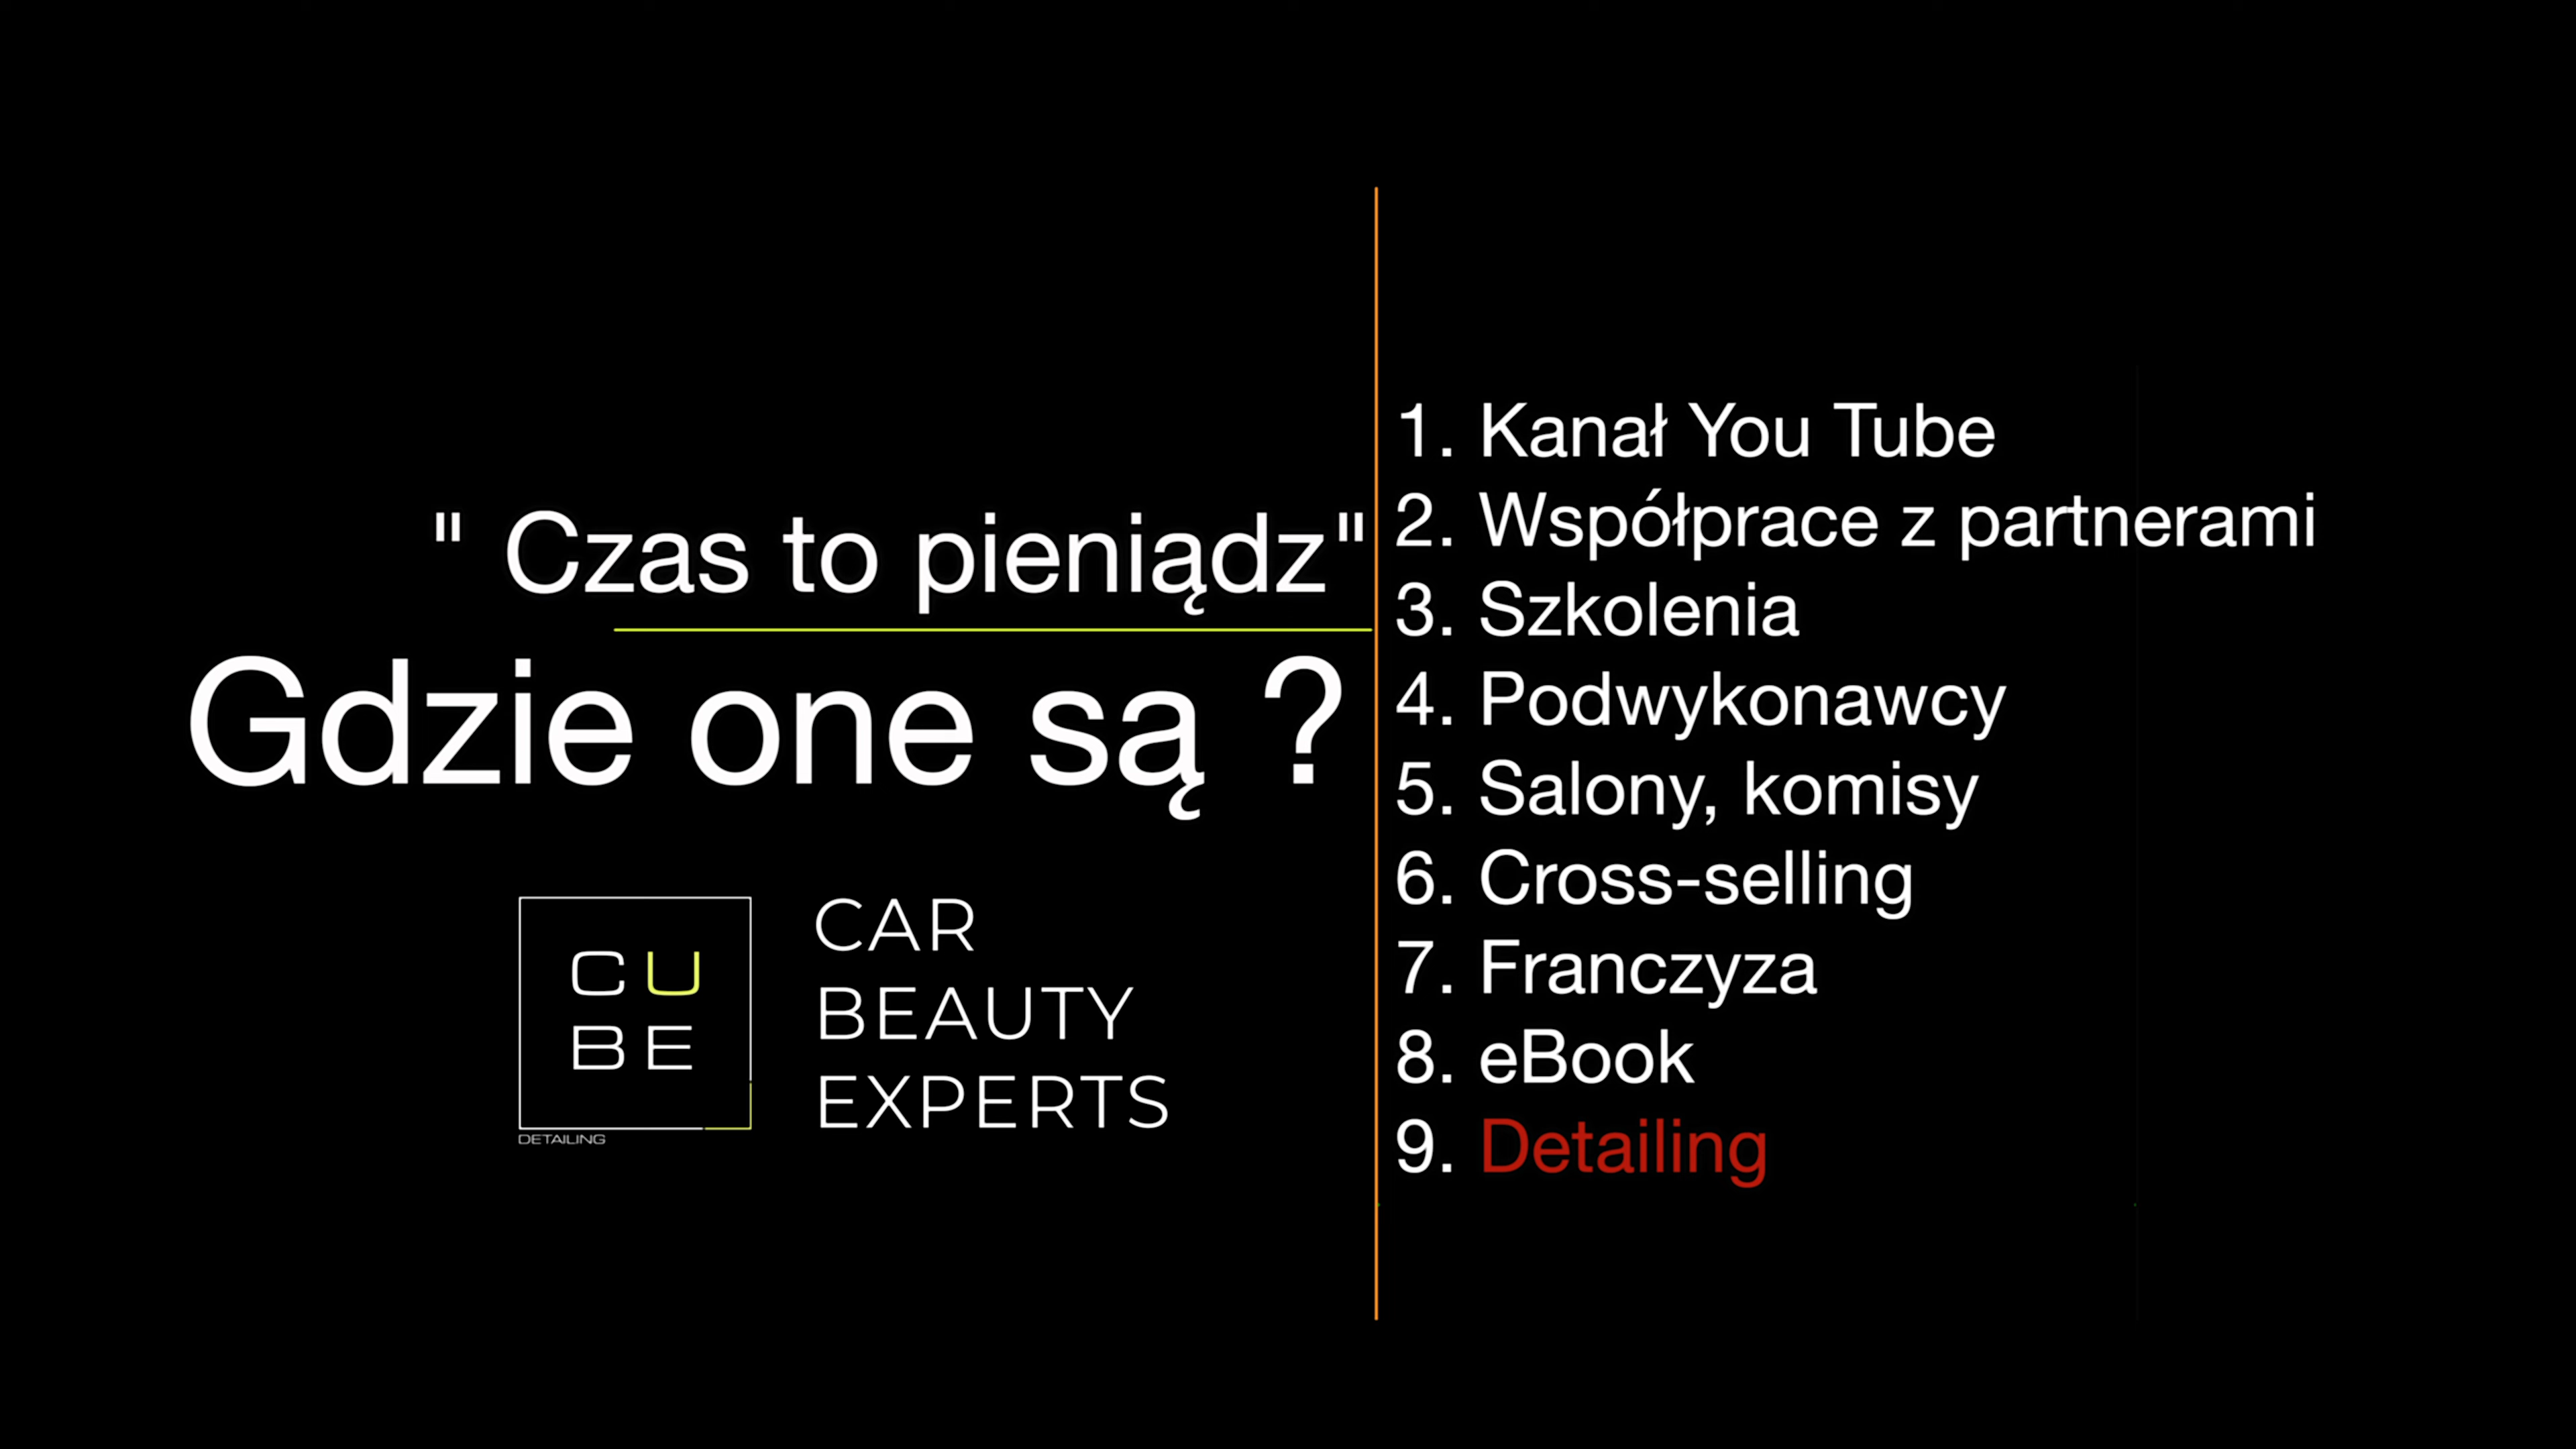 " Czas to pieniądz"
Gdzie one są ?
CU
BE
DETAILING
CAR
BEAUTY
EXPERTS
1. Kanał You Tube
2. Współprace z partnerami
3. Szkolenia
4. Podwykonawcy
5. Salony, komisy
6. Cross-selling
7. Franczyza
8. eBook
9. Detailing